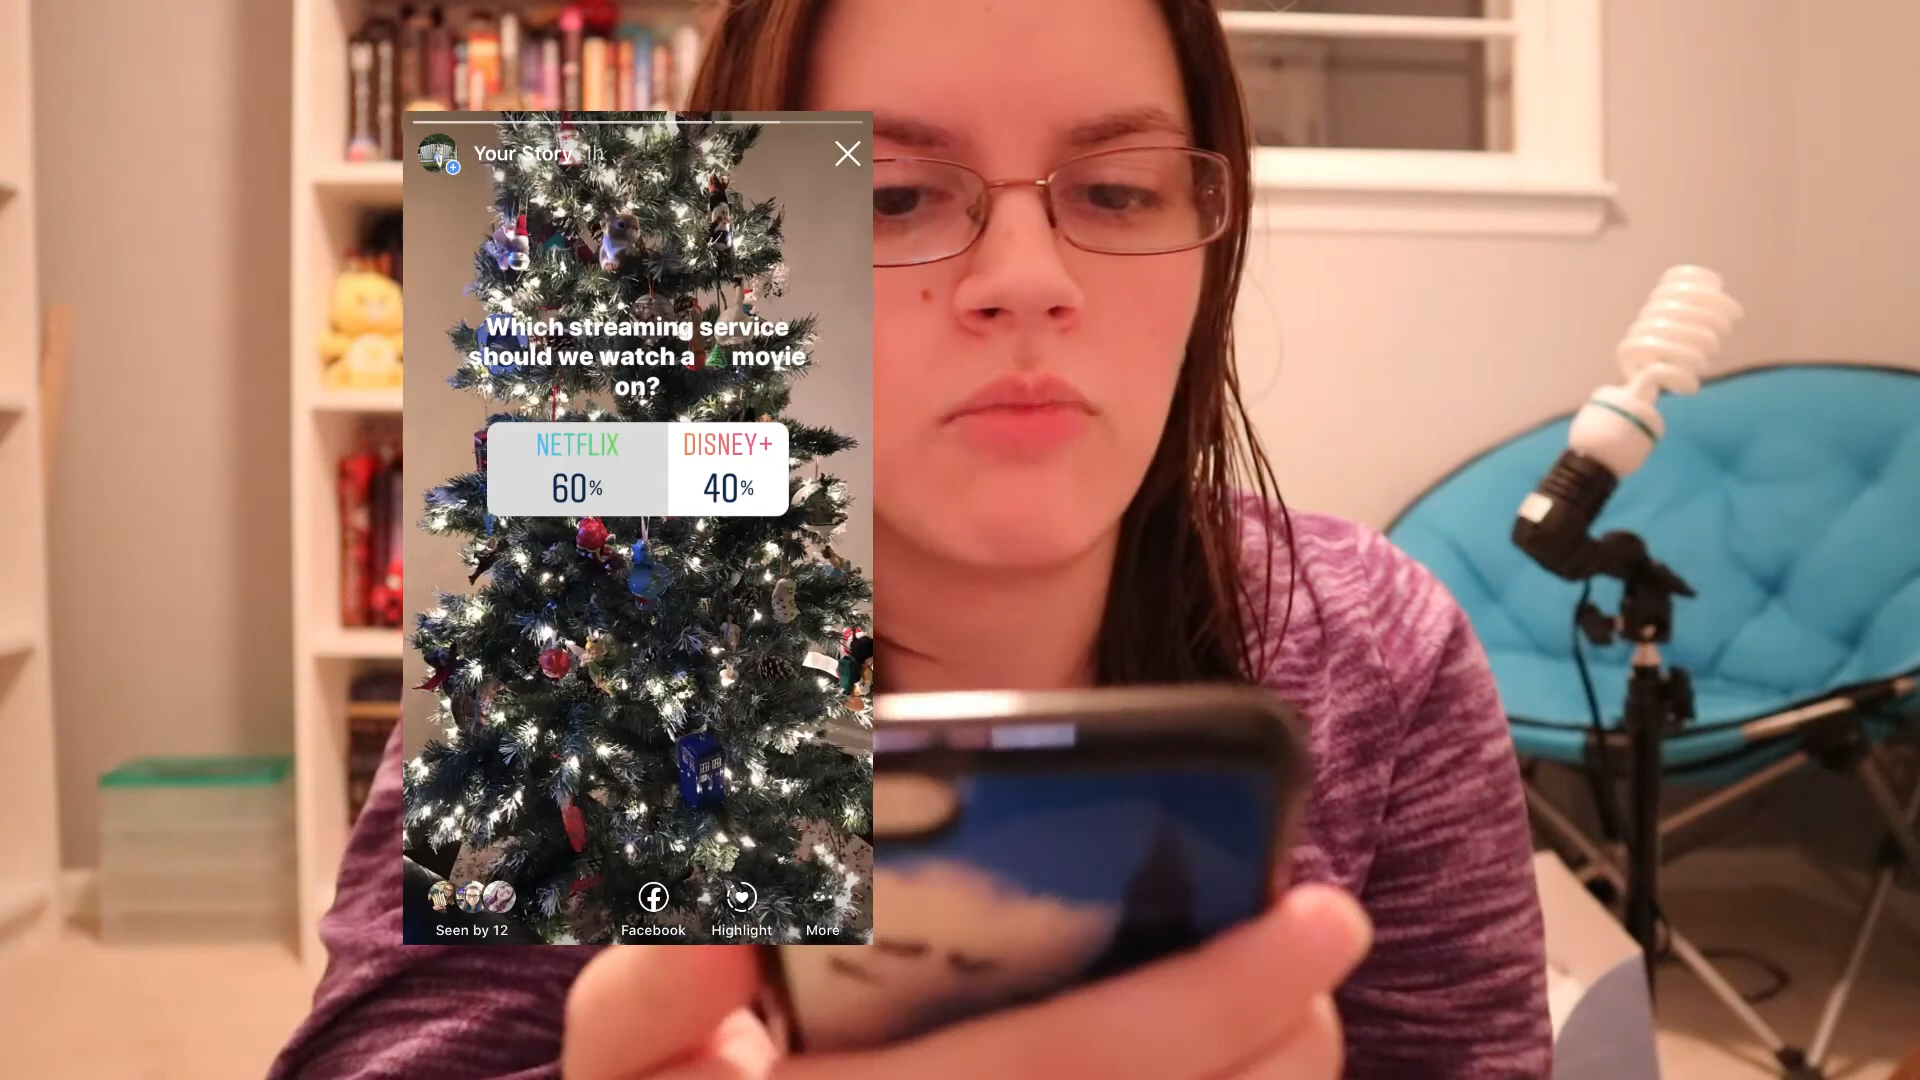 Your Story 1h
Which streaming service
should we watch a 🎄 movie
on?
NETFLIX
60%
DISNEY+
40%
Seen by 12
Facebook
Highlight
More